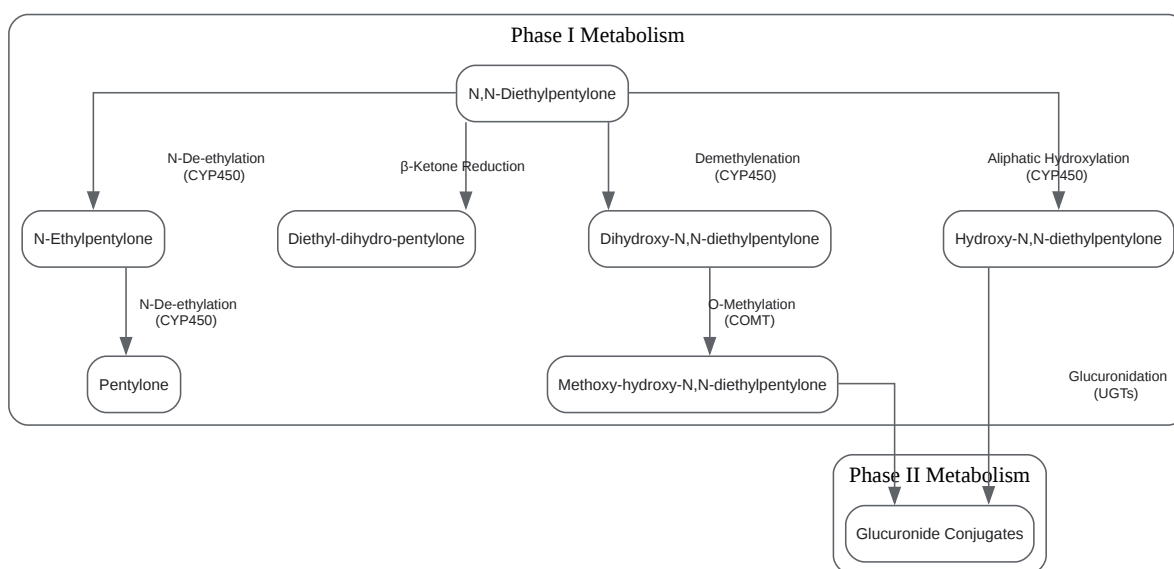 Phase I Metabolism
N,N-Diethylpentylone
N-De-ethylation
(CYP450)
β-Ketone Reduction
Demethylenation
(CYP450)
Aliphatic Hydroxylation
(CYP450)
N-Ethylpentylone
Diethyl-dihydro-pentylone
Dihydroxy-N,N-diethylpentylone
Hydroxy-N,N-diethylpentylone
N-De-ethylation
(CYP450)
O-Methylation
(COMT)
Pentylone
Methoxy-hydroxy-N,N-diethylpentylone
Glucuronidation
(UGTs)
Phase II Metabolism
Glucuronide Conjugates